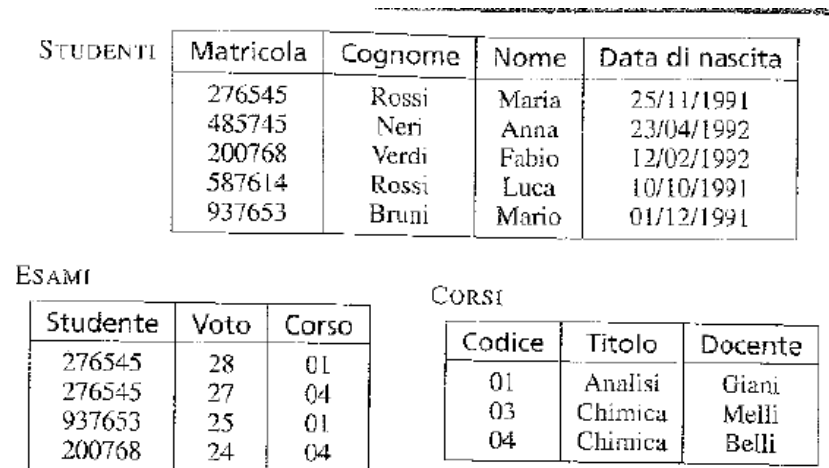 STUDENTI Matricola Cognome Nome Data di nascita
276545 Rossi Maria 25/11/1991
485745 Neri Anna 23/04/1992
200768 Verdi Fabio 12/02/1992
587614 Rossi Luca 10/10/1991
937653 Bruni Mario 01/12/1991
ESAMI
Studente Voto Corso
276545 28 01
276545 27 04
937653 25 01
200768 24 04
CORSI
Codice Titolo Docente
01 Analisi Giani
03 Chimica Melli
04 Chimica Belli